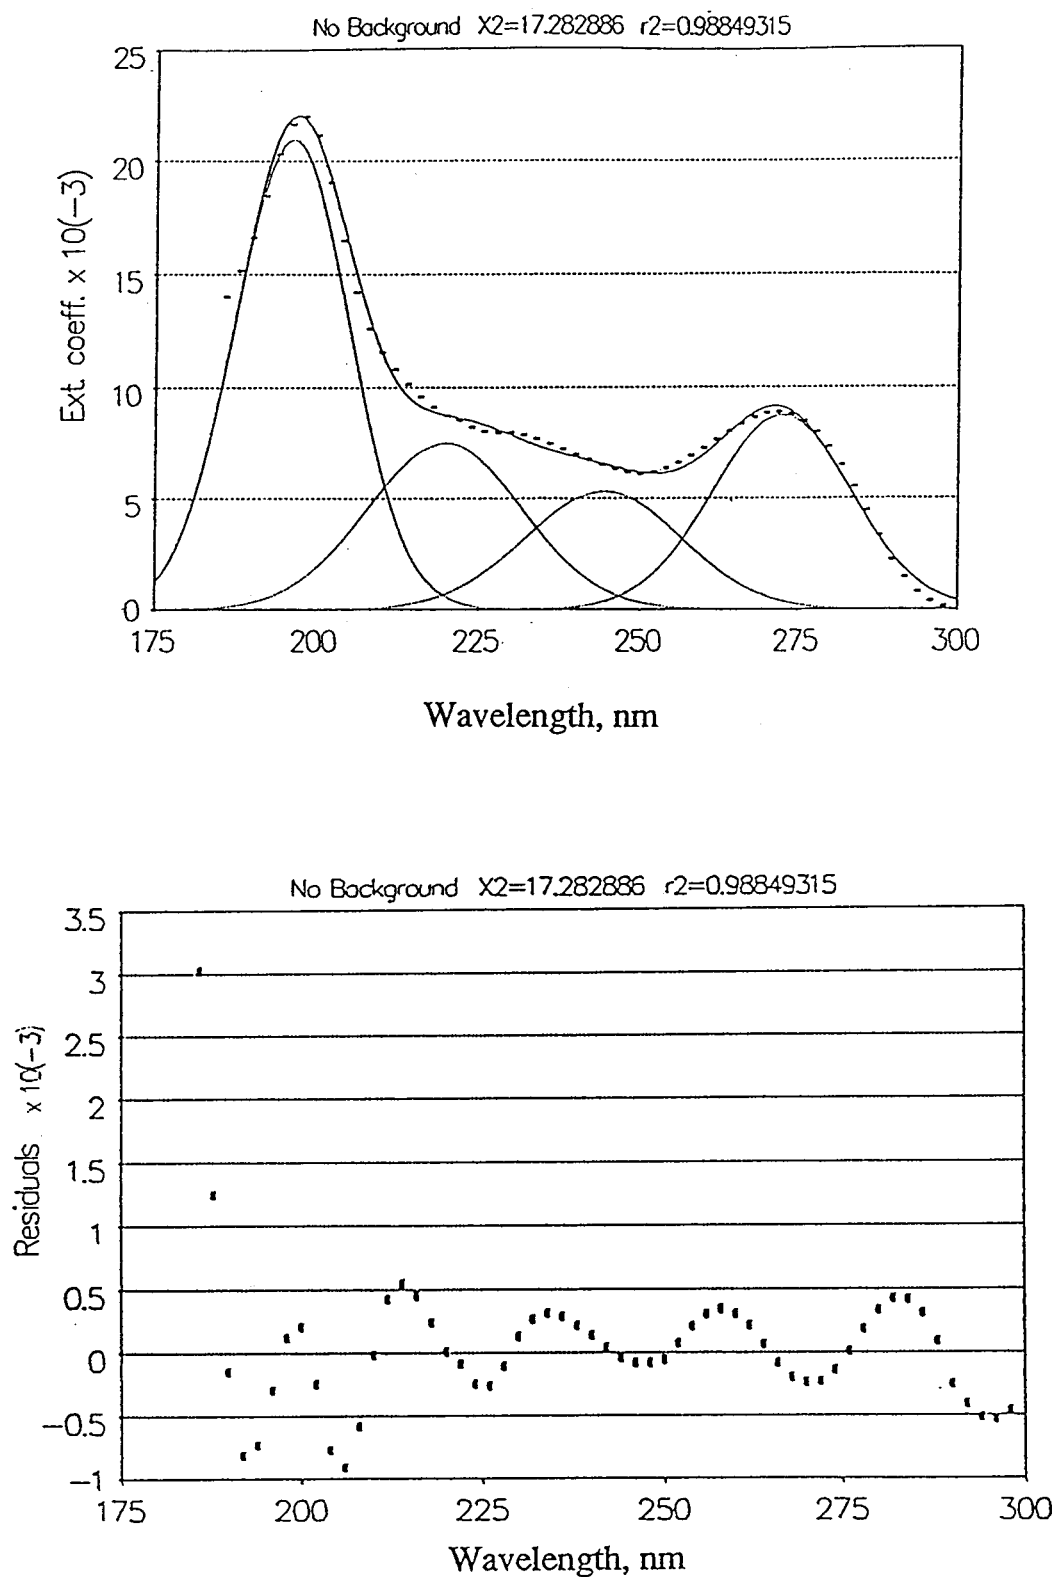 No Background X2=17.282886 r2=0.98849315
25
20
15
10
5
0
Ext. coeff. x 10(-3)
175 200 225 250 275 300
Wavelength, nm
No Background X2=17.282886 r2=0.98849315
3.5
3
2.5
2
1.5
1
0.5
0
-0.5
-1
Residuals x 10(-3)
175 200 225 250 275 300
Wavelength, nm